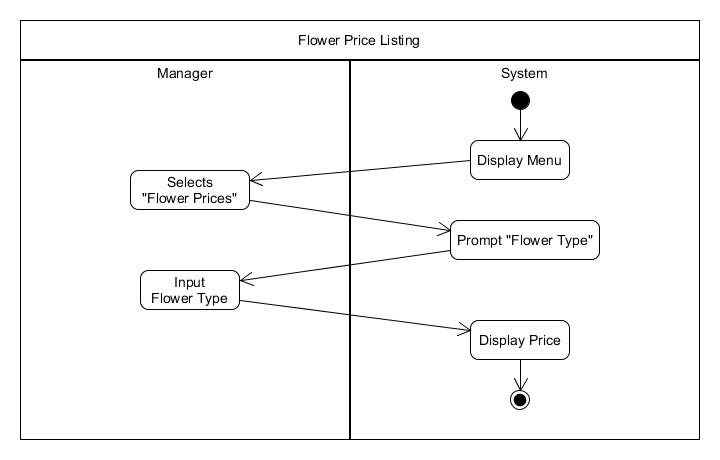 Flower Price Listing
Manager
System
Display Menu
Selects
"Flower Prices"
Prompt "Flower Type"
Input
Flower Type
Display Price